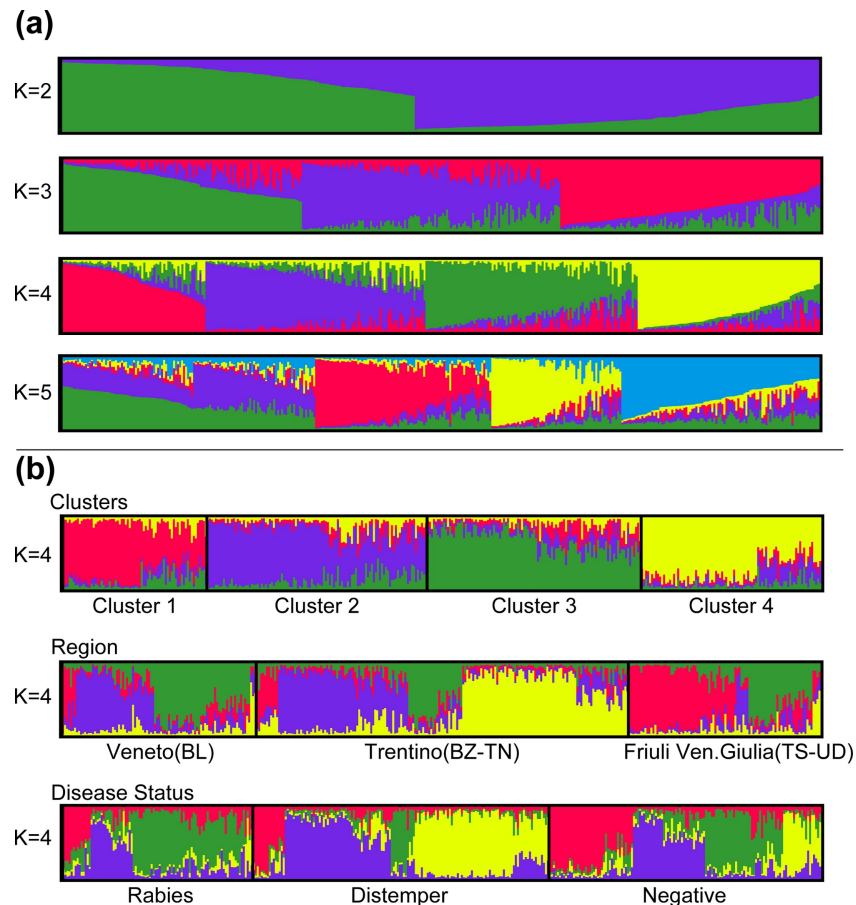 (a)
K=2
K=3
K=4
K=5
(b)
Clusters
K=4
Cluster 1 Cluster 2 Cluster 3 Cluster 4
Region
K=4
Veneto(BL) Trentino(BZ-TN) Friuli Ven.Giulia(TS-UD)
Disease Status
K=4
Rabies Distemper Negative